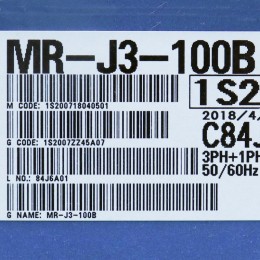 MR-J3-100B
1S2
M CODE: 1S200718040501
2018/4/
C84J
G CODE: 1S2007ZZ45A07
3PH+1PH
50/60Hz
L NO.: 84J6A01
G NAME: MR-J3-100B